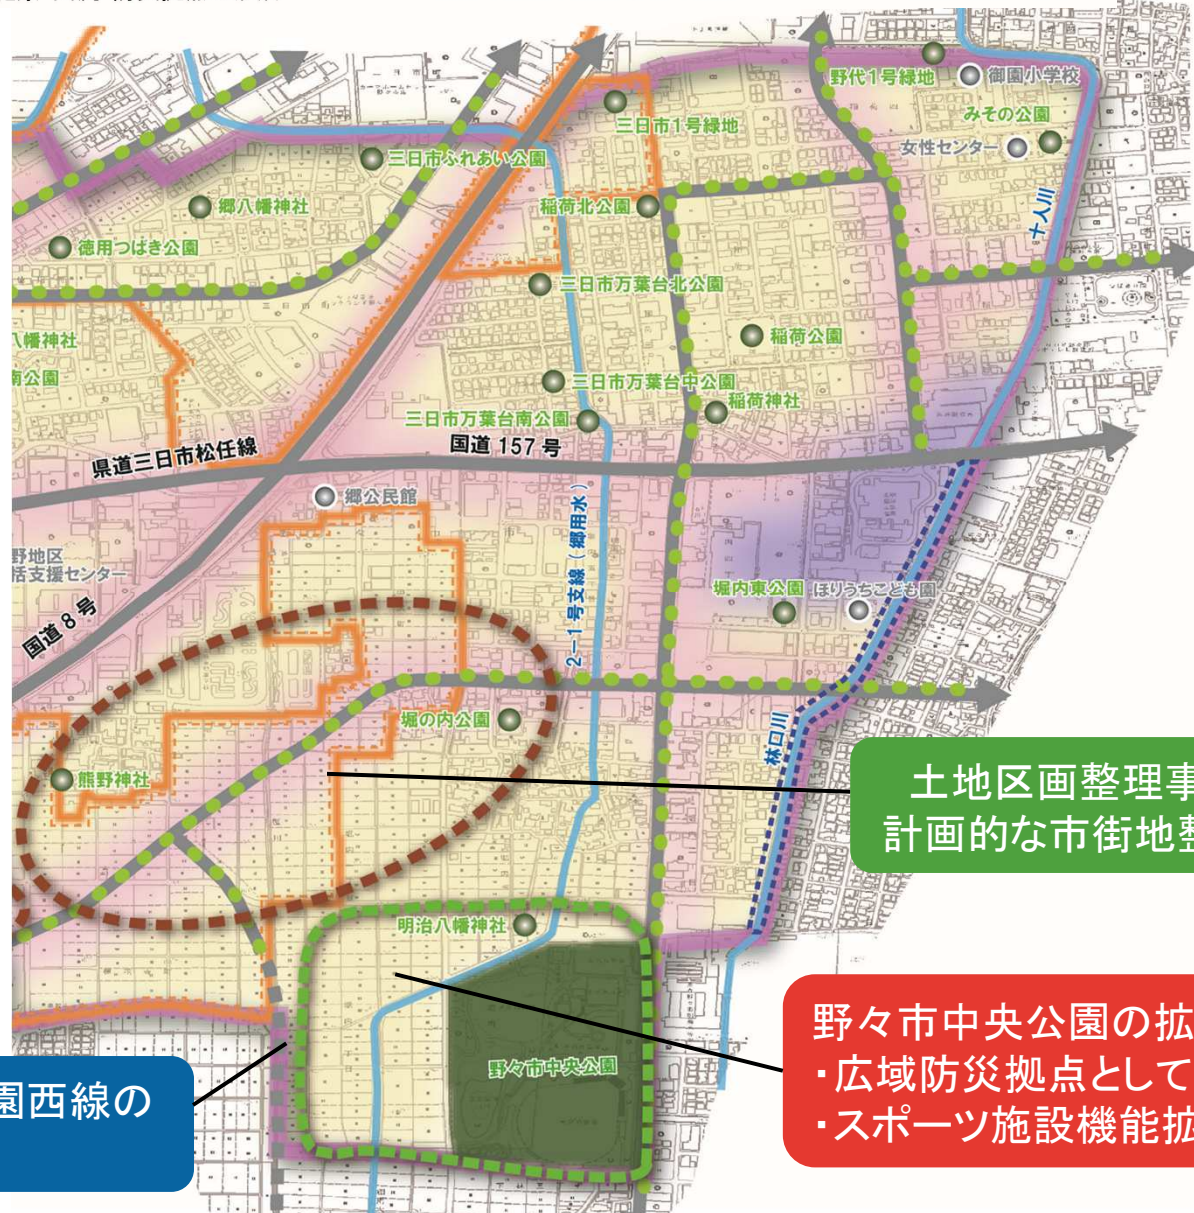 野代1号緑地
御園小学校
みその公園
三日市1号緑地
女性センター
三日市ふれあい公園
郷八幡神社
稲荷北公園
十人川
徳用つばき公園
三日市万葉台北公園
八幡神社
稲荷公園
南公園
三日市万葉台中公園
稲荷神社
三日市万葉台南公園
国道157号
県道三日市松任線
郷公民館
2-1号支線(郷用水)
野地区
括支援センター
堀内東公園
ほりうちこども園
国道8号
堀の内公園
林口川
熊野神社
土地区画整理事
計画的な市街地整
明治八幡神社
野々市中央公園の拡
・広域防災拠点として
・スポーツ施設機能拡
野々市中央公園
園西線の